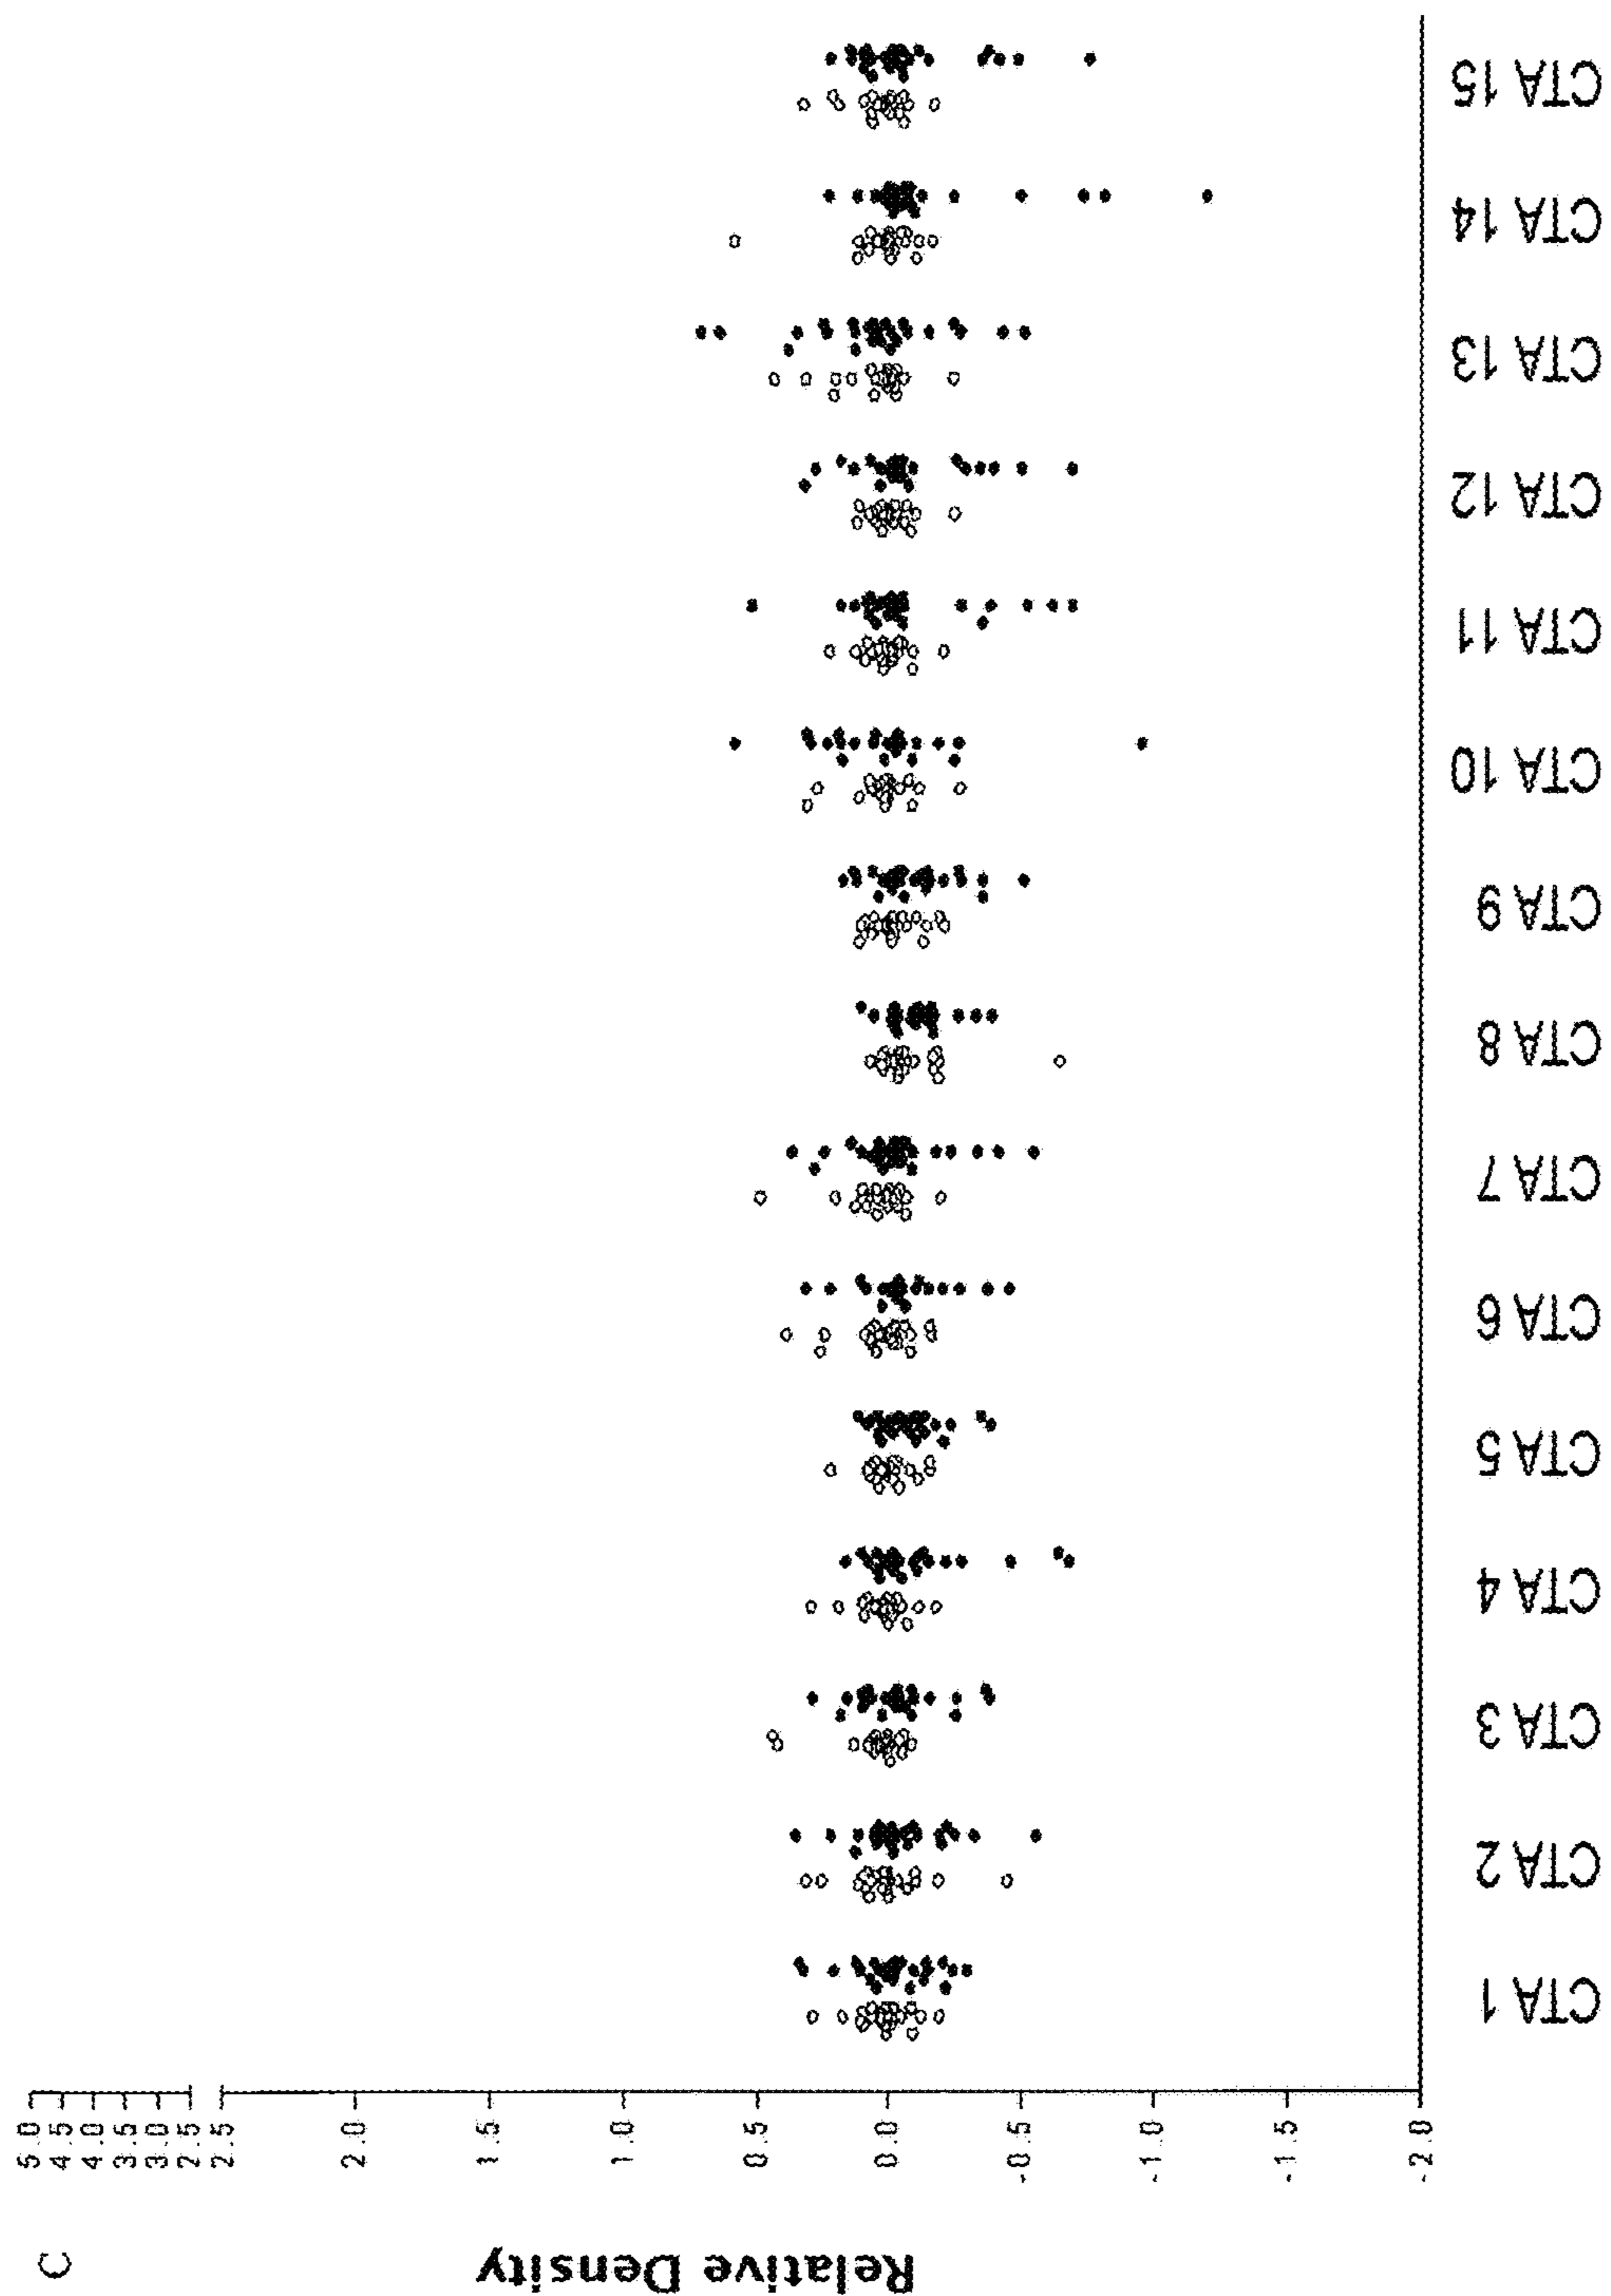 C
Relative Density
5.0
4.5
4.0
3.5
3.0
2.5
2.5
2.0
1.5
1.0
0.5
0.0
-0.5
-1.0
-1.5
-2.0
CTA 1
CTA 2
CTA 3
CTA 4
CTA 5
CTA 6
CTA 7
CTA 8
CTA 9
CTA 10
CTA 11
CTA 12
CTA 13
CTA 14
CTA 15